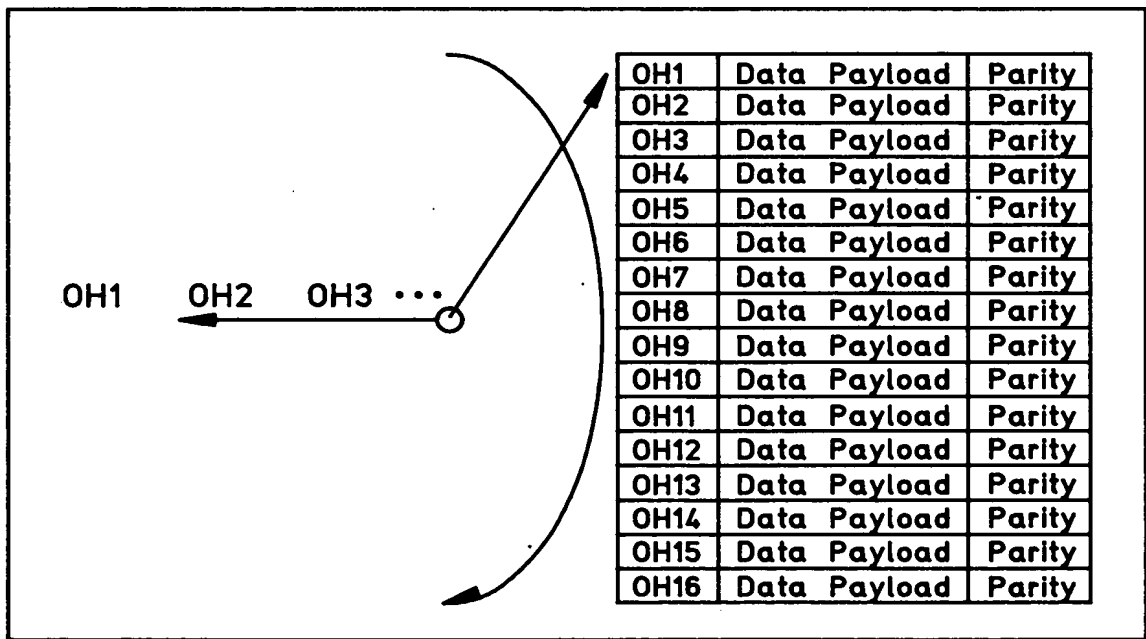 OH1 Data Payload Parity
OH2 Data Payload Parity
OH3 Data Payload Parity
OH4 Data Payload Parity
OH5 Data Payload Parity
OH6 Data Payload Parity
OH7 Data Payload Parity
OH1 OH2 OH3 •••
OH8 Data Payload Parity
OH9 Data Payload Parity
OH10 Data Payload Parity
OH11 Data Payload Parity
OH12 Data Payload Parity
OH13 Data Payload Parity
OH14 Data Payload Parity
OH15 Data Payload Parity
OH16 Data Payload Parity